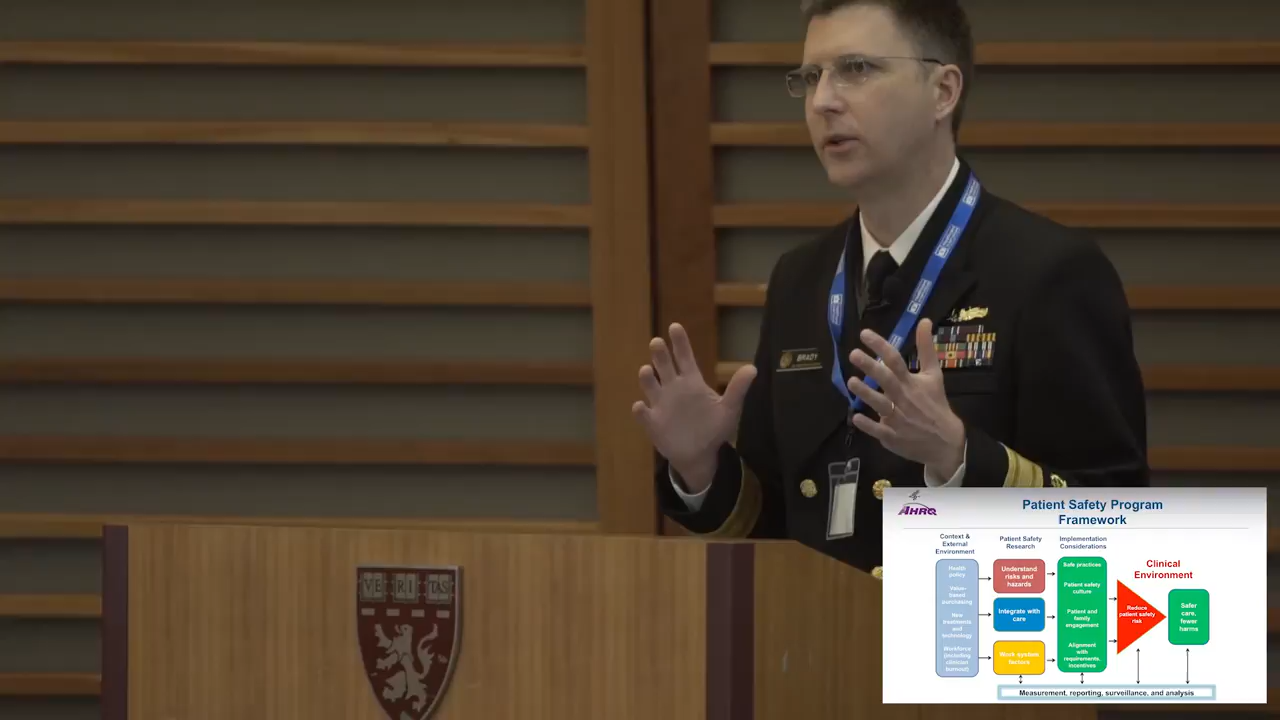 BRADY
AHRQ
Patient Safety Program
Framework
Context &
External
Environment
Patient Safety
Research
Implementation
Considerations
Clinical
Environment
Health
policy
Value-
based
purchasing
New
treatments
and
technology
Workforce
(including
clinician
burnout)
Understand
risks and
hazards
Integrate with
care
Work system
factors
Safe practices
Patient safety
culture
Patient and
family
engagement
Alignment
with
requirements,
incentives
Reduce
patient safety
risk
Safer
care,
fewer
harms
Measurement, reporting, surveillance, and analysis